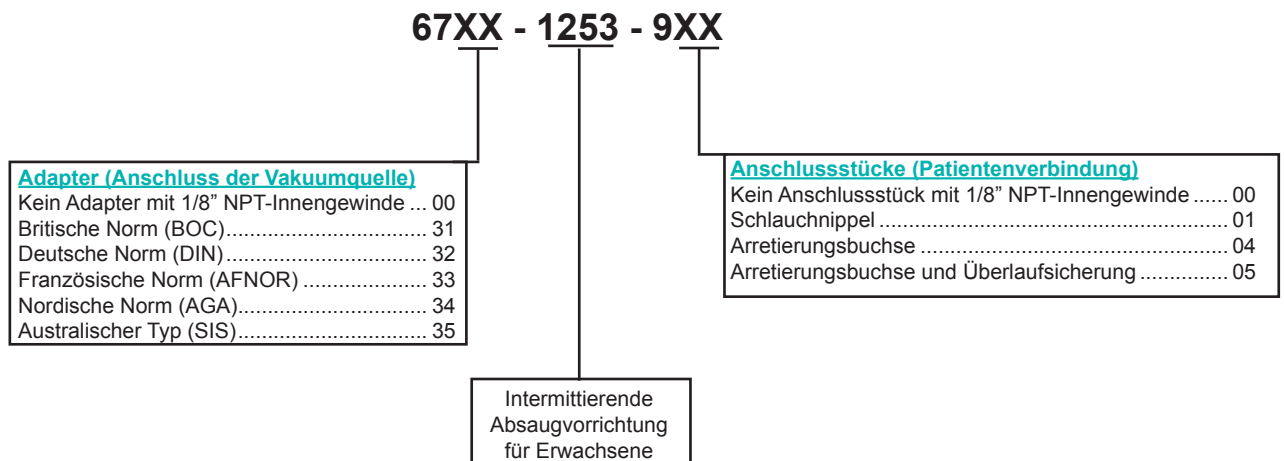 67XX - 1253 - 9XX
Adapter (Anschluss der Vakuumquelle)
Kein Adapter mit 1/8” NPT-Innengewinde ... 00
Britische Norm (BOC).................................. 31
Deutsche Norm (DIN).................................. 32
Französische Norm (AFNOR) ..................... 33
Nordische Norm (AGA)................................ 34
Australischer Typ (SIS)................................ 35
Anschlussstücke (Patientenverbindung)
Kein Anschlussstück mit 1/8” NPT-Innengewinde ...... 00
Schlauchnippel ........................................................... 01
Arretierungsbuchse .................................................... 04
Arretierungsbuchse und Überlaufsicherung ............... 05
Intermittierende
Absaugvorrichtung
für Erwachsene